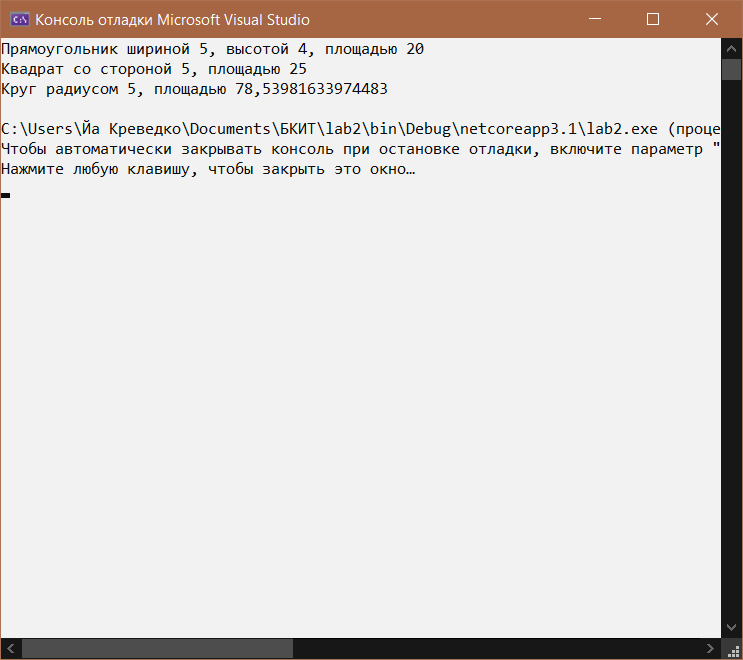 Консоль отладки Microsoft Visual Studio
Прямоугольник шириной 5, высотой 4, площадью 20
Квадрат со стороной 5, площадью 25
Круг радиусом 5, площадью 78,53981633974483
C:\Users\Йа Креведко\Documents\БКИТ\lab2\bin\Debug\netcoreapp3.1\lab2.exe (проце
Чтобы автоматически закрывать консоль при остановке отладки, включите параметр "
Нажмите любую клавишу, чтобы закрыть это окно…